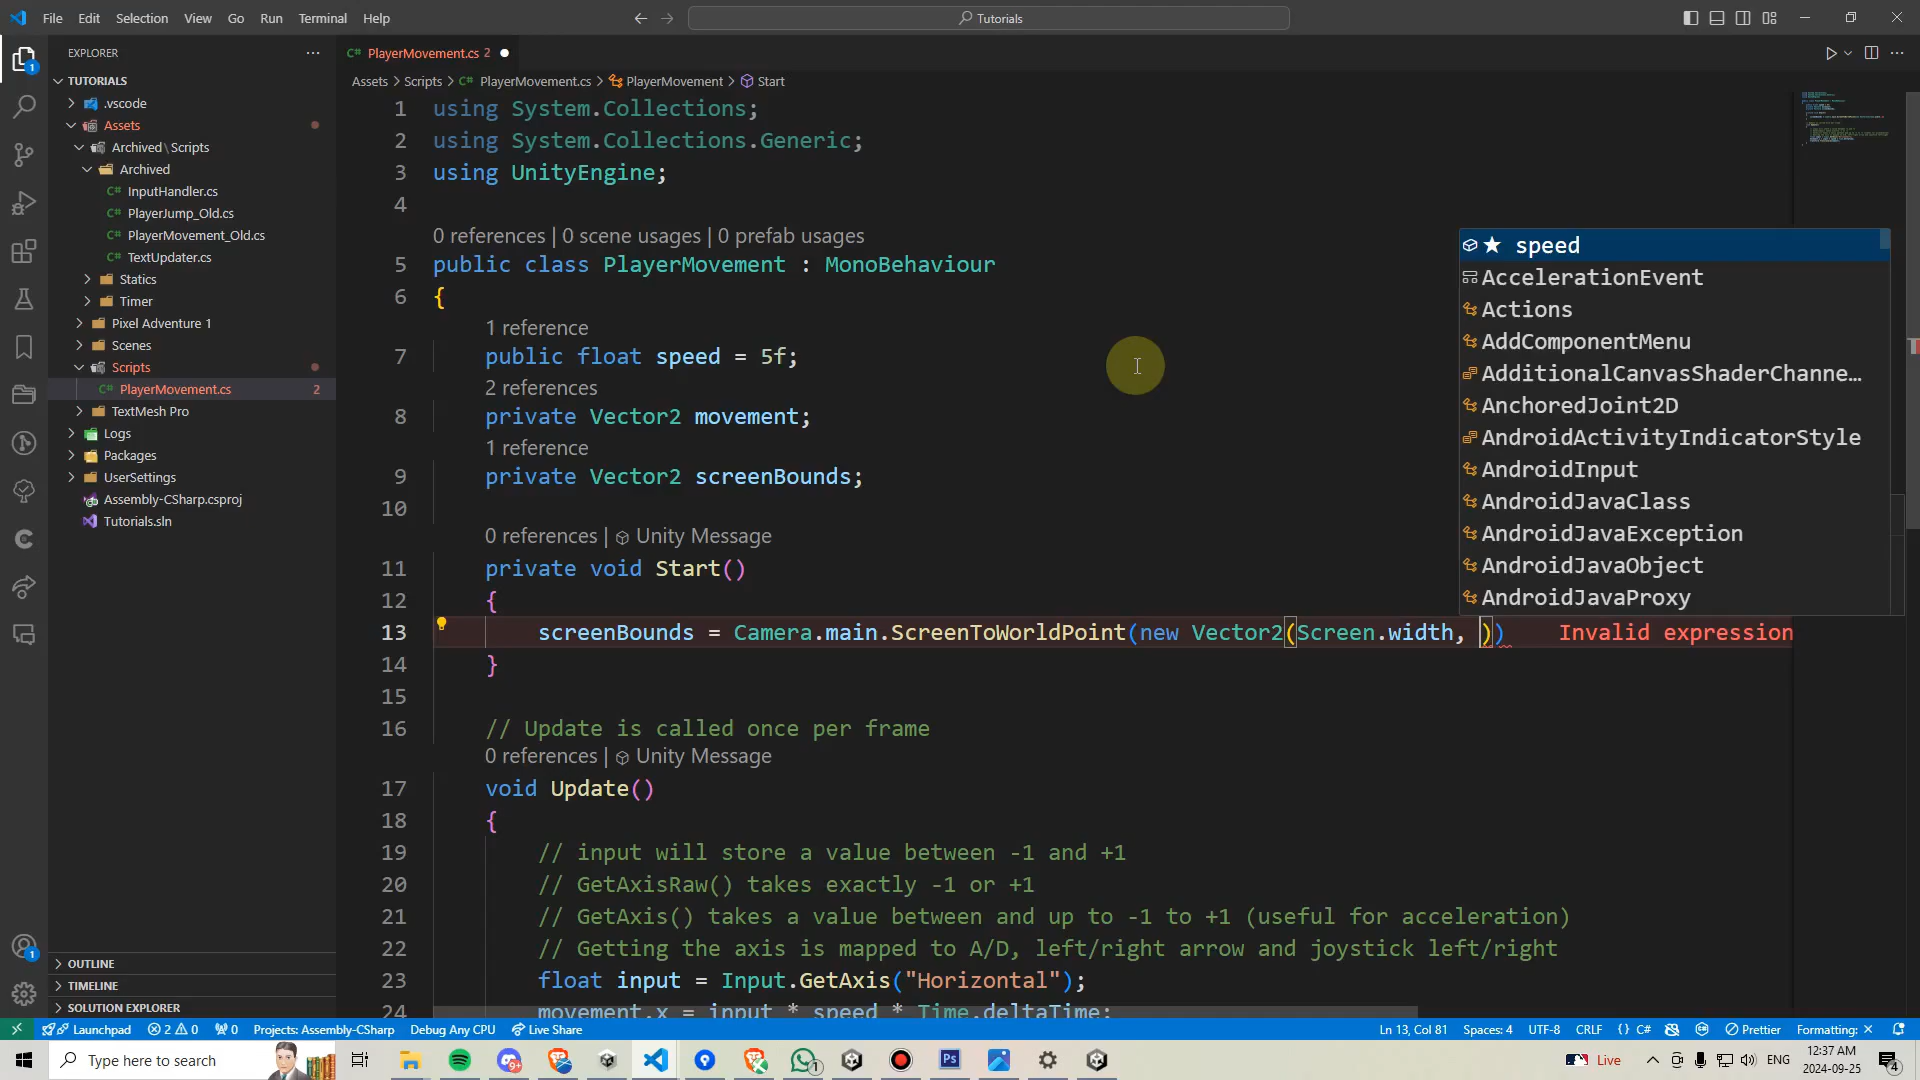 File Edit Selection View Go Run Terminal Help
Tutorials
EXPLORER
TUTORIALS
.vscode
Assets
Archived \ Scripts
Archived
InputHandler.cs
PlayerJump_Old.cs
PlayerMovement_Old.cs
TextUpdater.cs
Statics
Timer
Pixel Adventure 1
Scenes
Scripts
PlayerMovement.cs 2
TextMesh Pro
Logs
Packages
UserSettings
Assembly-CSharp.csproj
Tutorials.sln
OUTLINE
TIMELINE
SOLUTION EXPLORER
PlayerMovement.cs 2
Assets > Scripts > PlayerMovement.cs > PlayerMovement > Start
1 using System.Collections;
2 using System.Collections.Generic;
3 using UnityEngine;
4
0 references | 0 scene usages | 0 prefab usages
5 public class PlayerMovement : MonoBehaviour
6 {
1 reference
7 public float speed = 5f;
2 references
8 private Vector2 movement;
1 reference
9 private Vector2 screenBounds;
10
0 references | Unity Message
11 private void Start()
12 {
13 screenBounds = Camera.main.ScreenToWorldPoint(new Vector2(Screen.width, )) Invalid expression
14 }
15
16 // Update is called once per frame
0 references | Unity Message
17 void Update()
18 {
19 // input will store a value between -1 and +1
20 // GetAxisRaw() takes exactly -1 or +1
21 // GetAxis() takes a value between and up to -1 to +1 (useful for acceleration)
22 // Getting the axis is mapped to A/D, left/right arrow and joystick left/right
23 float input = Input.GetAxis("Horizontal");
24 movement.x = input * speed * Time.deltaTime;
★ speed
AccelerationEvent
Actions
AddComponentMenu
AdditionalCanvasShaderChanne…
AnchoredJoint2D
AndroidActivityIndicatorStyle
AndroidInput
AndroidJavaClass
AndroidJavaException
AndroidJavaObject
AndroidJavaProxy
1
1
Launchpad 2 0 0 Projects: Assembly-CSharp Debug Any CPU Live Share Ln 13, Col 81 Spaces: 4 UTF-8 CRLF {} C# Prettier Formatting: ×
Type here to search
9+
1
Ps
Live
ENG
12:37 AM
2024-09-25
4